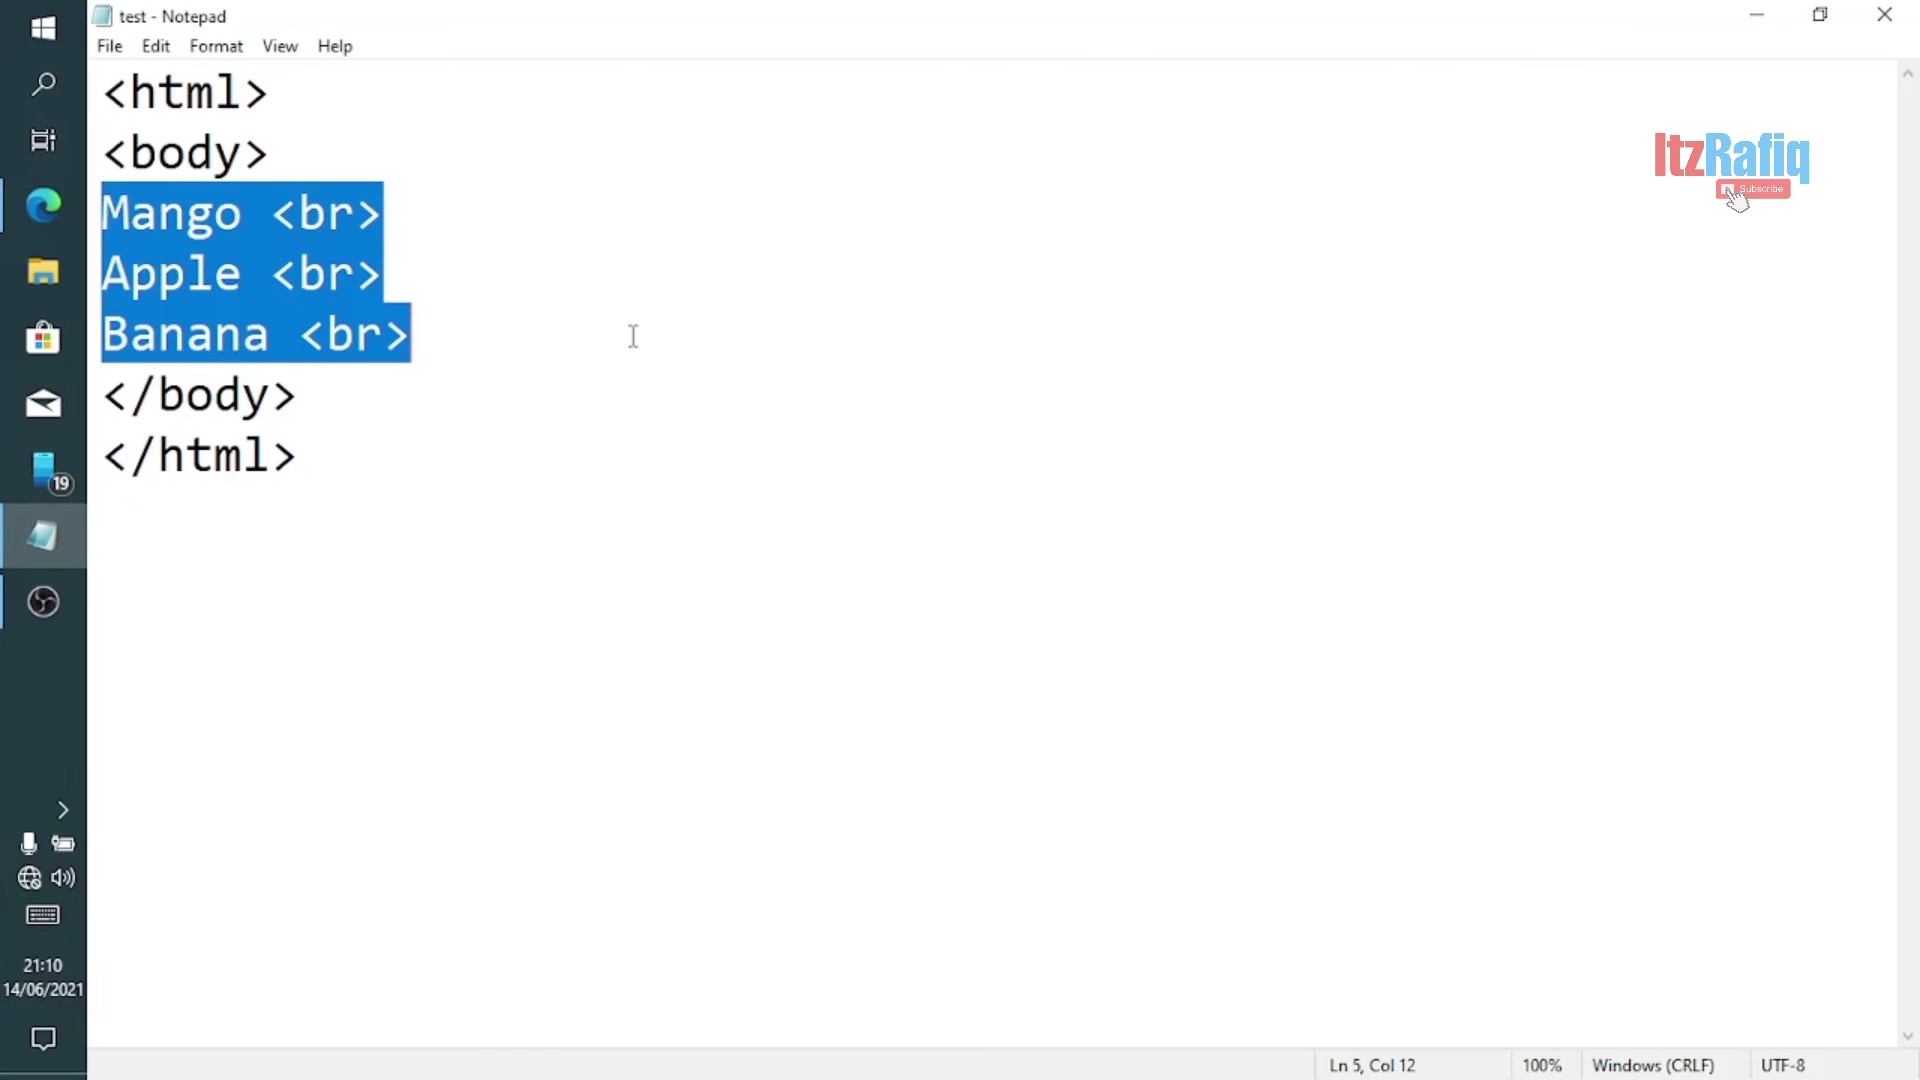 test - Notepad
File Edit Format View Help
<html>
<body>
Mango <br>
Apple <br>
Banana <br>
</body>
</html>
ItzRafiq
Subscribe
19
21:10
14/06/2021
Ln 5, Col 12 100% Windows (CRLF) UTF-8